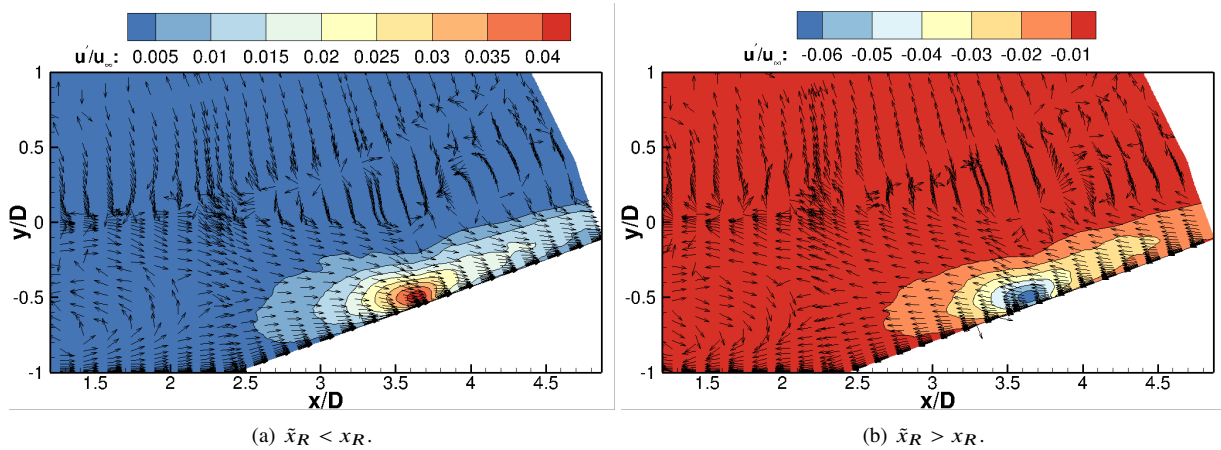 u'/u∞: 0.005 0.01 0.015 0.02 0.025 0.03 0.035 0.04
y/D
1
0.5
0
-0.5
-1
1.5 2 2.5 3 3.5 4 4.5
x/D
(a) x̃R < xR.
u'/u∞: -0.06 -0.05 -0.04 -0.03 -0.02 -0.01
y/D
1
0.5
0
-0.5
-1
1.5 2 2.5 3 3.5 4 4.5
x/D
(b) x̃R > xR.